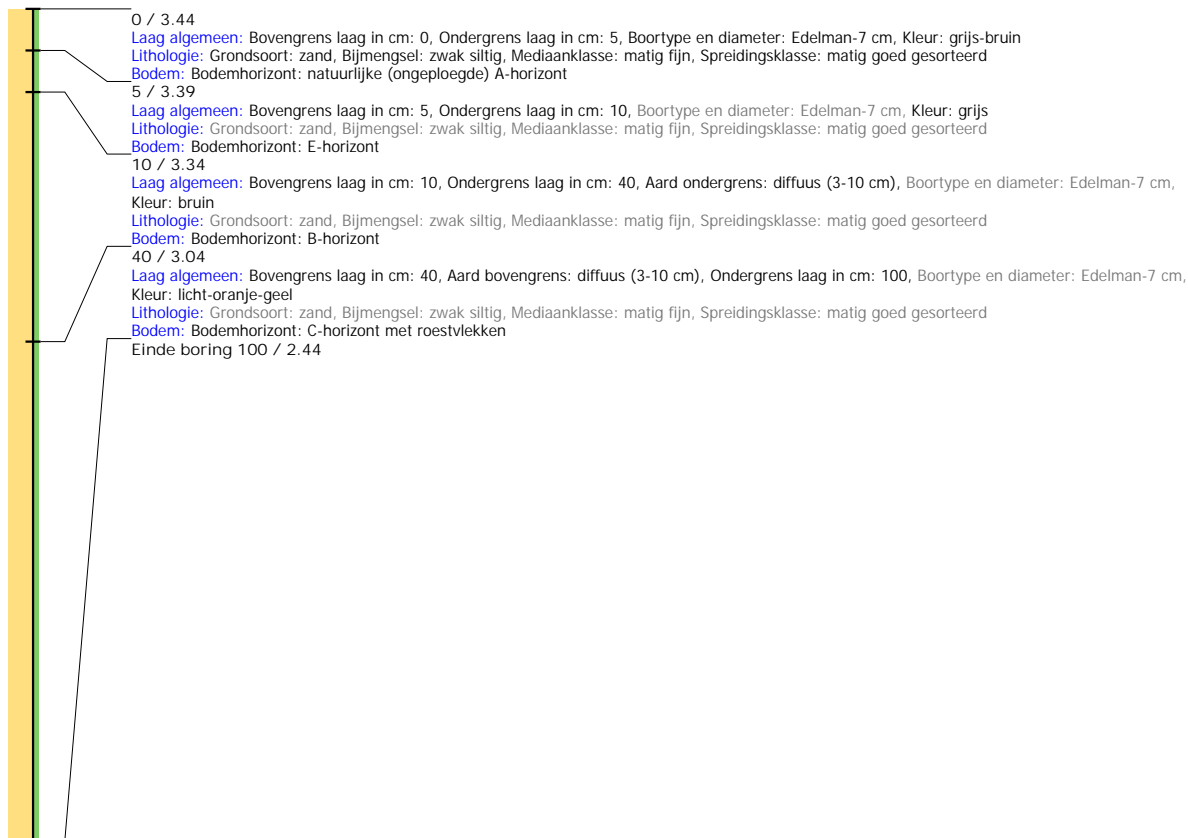 0 / 3.44
Laag algemeen: Bovengrens laag in cm: 0, Ondergrens laag in cm: 5, Boortype en diameter: Edelman-7 cm, Kleur: grijs-bruin
Lithologie: Grondsoort: zand, Bijmengsel: zwak siltig, Mediaanklasse: matig fijn, Spreidingsklasse: matig goed gesorteerd
Bodem: Bodemhorizont: natuurlijke (ongeploegde) A-horizont
5 / 3.39
Laag algemeen: Bovengrens laag in cm: 5, Ondergrens laag in cm: 10, Boortype en diameter: Edelman-7 cm, Kleur: grijs
Lithologie: Grondsoort: zand, Bijmengsel: zwak siltig, Mediaanklasse: matig fijn, Spreidingsklasse: matig goed gesorteerd
Bodem: Bodemhorizont: E-horizont
10 / 3.34
Laag algemeen: Bovengrens laag in cm: 10, Ondergrens laag in cm: 40, Aard ondergrens: diffuus (3-10 cm), Boortype en diameter: Edelman-7 cm,
Kleur: bruin
Lithologie: Grondsoort: zand, Bijmengsel: zwak siltig, Mediaanklasse: matig fijn, Spreidingsklasse: matig goed gesorteerd
Bodem: Bodemhorizont: B-horizont
40 / 3.04
Laag algemeen: Bovengrens laag in cm: 40, Aard bovengrens: diffuus (3-10 cm), Ondergrens laag in cm: 100, Boortype en diameter: Edelman-7 cm,
Kleur: licht-oranje-geel
Lithologie: Grondsoort: zand, Bijmengsel: zwak siltig, Mediaanklasse: matig fijn, Spreidingsklasse: matig goed gesorteerd
Bodem: Bodemhorizont: C-horizont met roestvlekken
Einde boring 100 / 2.44